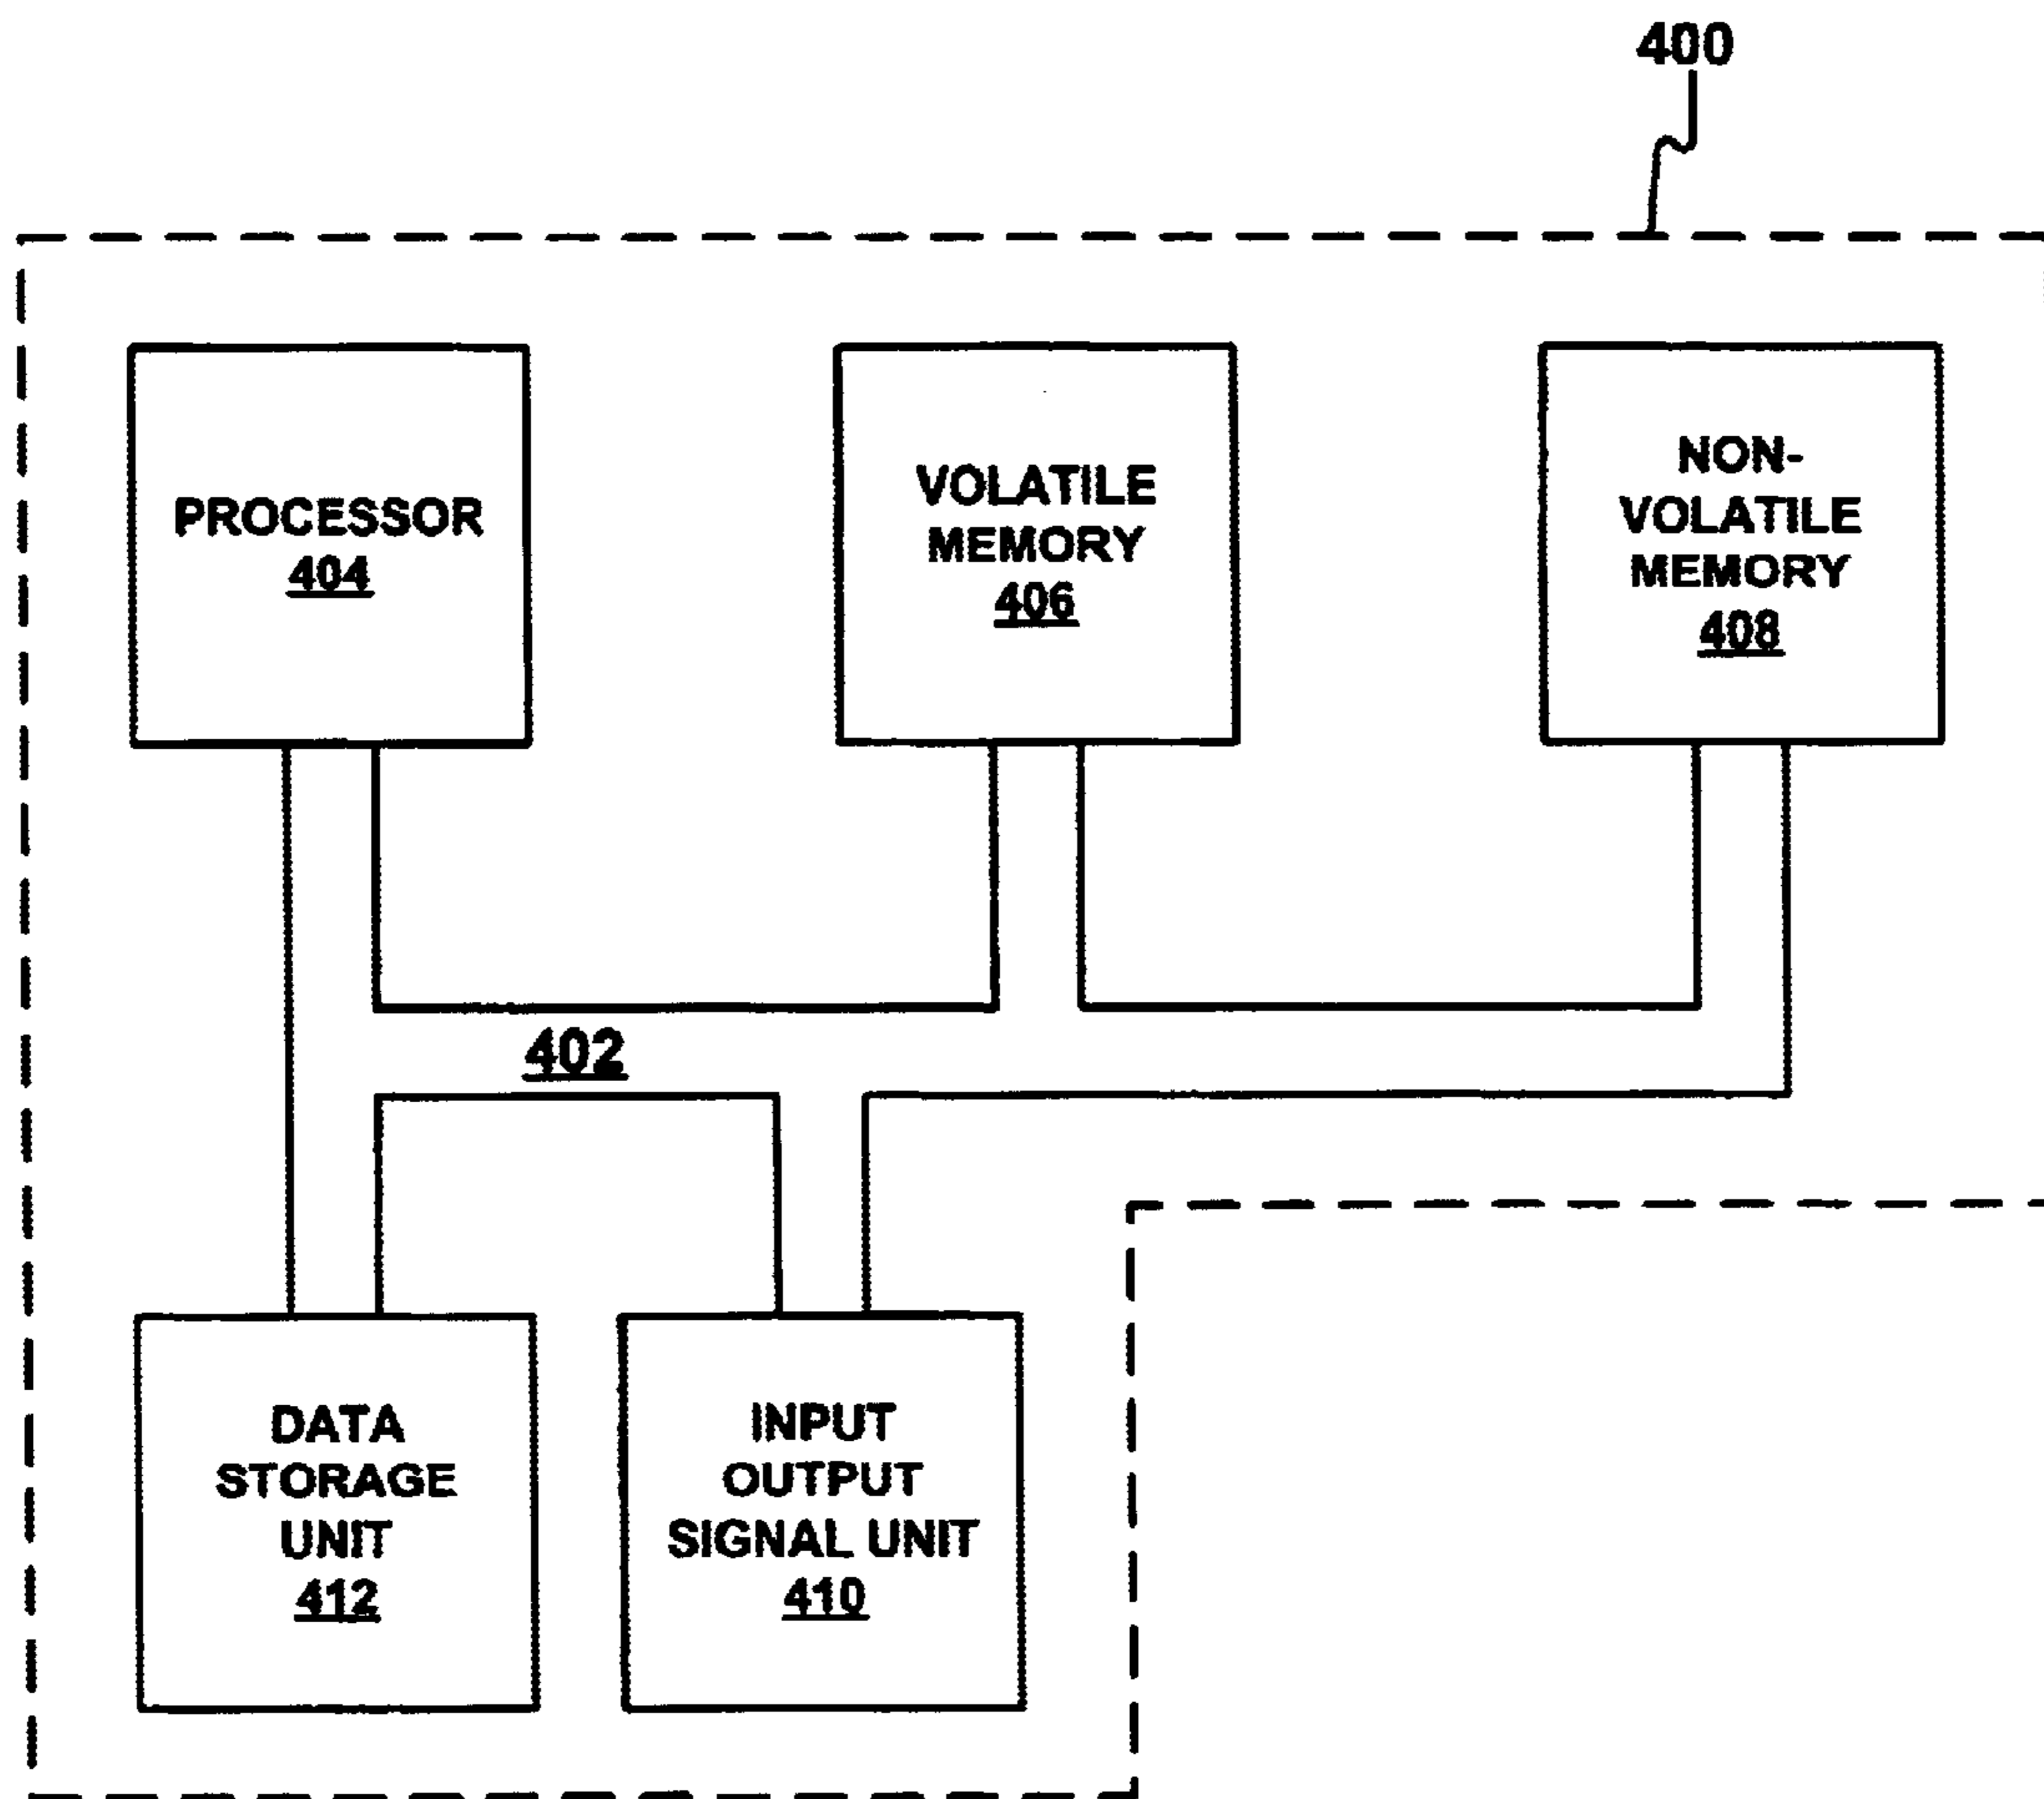 400
PROCESSOR
404
VOLATILE
MEMORY
406
NON-
VOLATILE
MEMORY
408
402
DATA
STORAGE
UNIT
412
INPUT
OUTPUT
SIGNAL UNIT
410